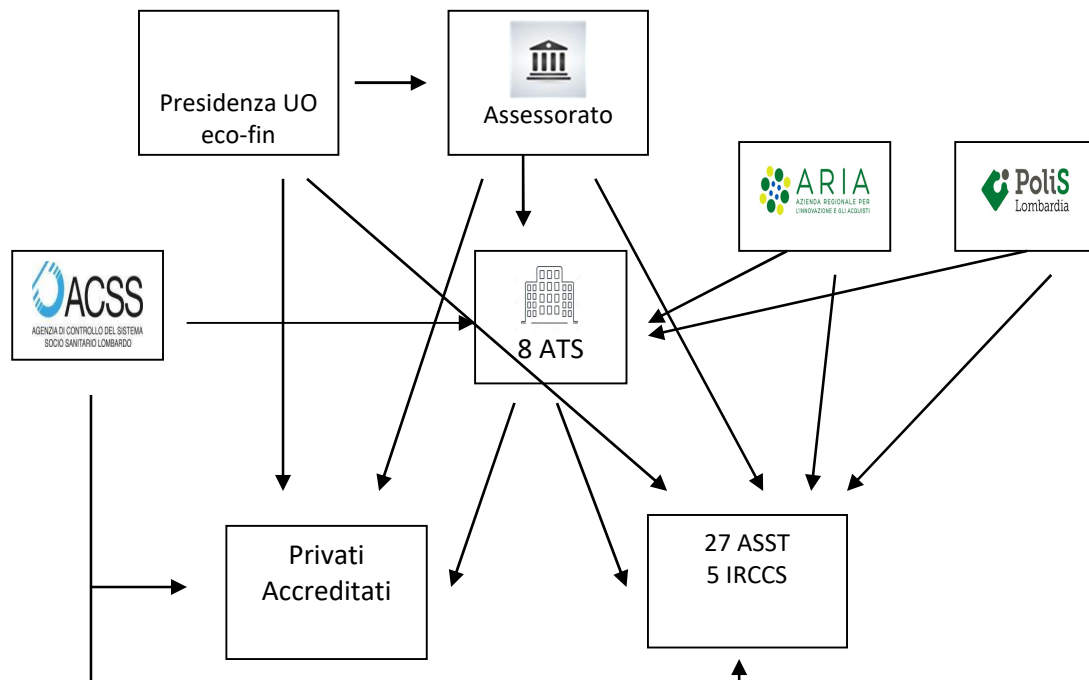 Presidenza UO
eco-fin
Assessorato
ARIA
AZIENDA REGIONALE PER
L'INNOVAZIONE E GLI ACQUISTI
PoliS
Lombardia
ACSS
AGENZIA DI CONTROLLO DEL SISTEMA
SOCIO SANITARIO LOMBARDO
8 ATS
Privati
Accreditati
27 ASST
5 IRCCS